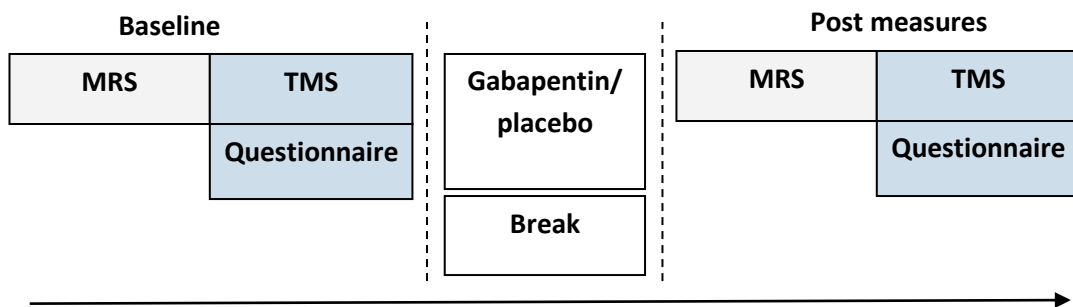 Baseline
Post measures
MRS
TMS
Gabapentin/
placebo
MRS
TMS
Questionnaire
Questionnaire
Break